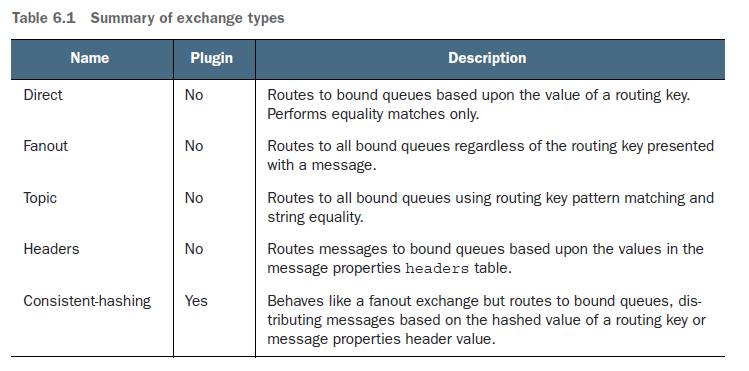 Table 6.1 Summary of exchange types
Name Plugin Description
Direct No Routes to bound queues based upon the value of a routing key.
Performs equality matches only.
Fanout No Routes to all bound queues regardless of the routing key presented
with a message.
Topic No Routes to all bound queues using routing key pattern matching and
string equality.
Headers No Routes messages to bound queues based upon the values in the
message properties headers table.
Consistent-hashing Yes Behaves like a fanout exchange but routes to bound queues, dis-
tributing messages based on the hashed value of a routing key or
message properties header value.